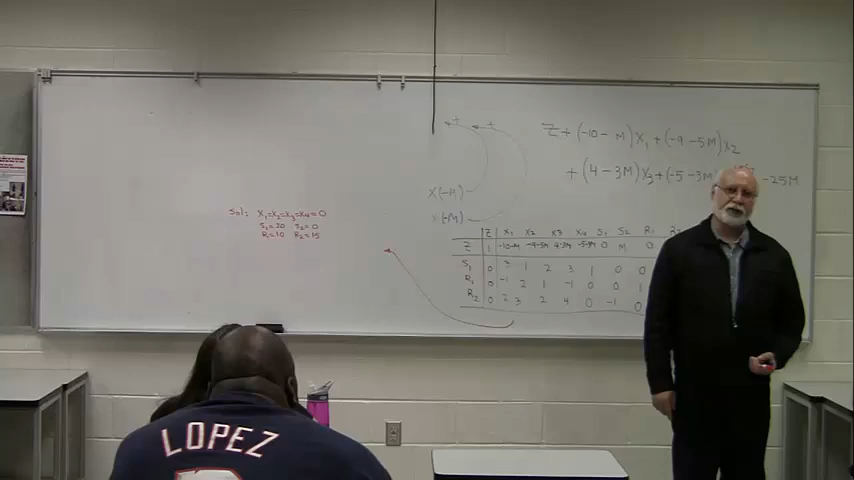 Z + (-10 - M) X1 + (-9 - 5M) X2
+ (4 - 3M) X3 + (-5 - 3M) -25M
X(-M)
X(-M)
Sol: X1=X2=X3=X4=0
S1=30 S2=0
R1=10 R2=15
Z X1 X2 X3 X4 S1 S2 R1 R2
Z 1 -10-M -9-5M 4-3M -5-3M 0 M 0
S1 0 3 1 2 3 1 0 0
R1 0 -1 2 1 -1 0 0 1
R2 0 2 3 2 4 0 -1 0
LOPEZ